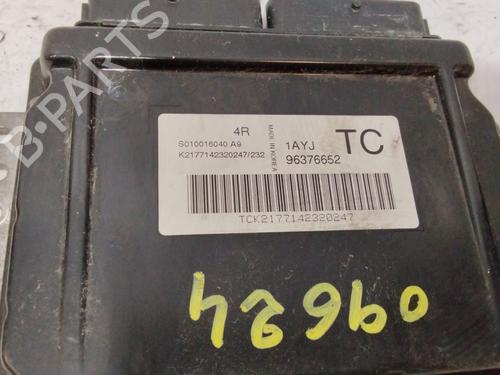 B-PARTS
4R
S010016040 A9
K2177142320247/232
MADE IN KOREA
1AYJ
TC
96376652
TCK2177142320247
09624